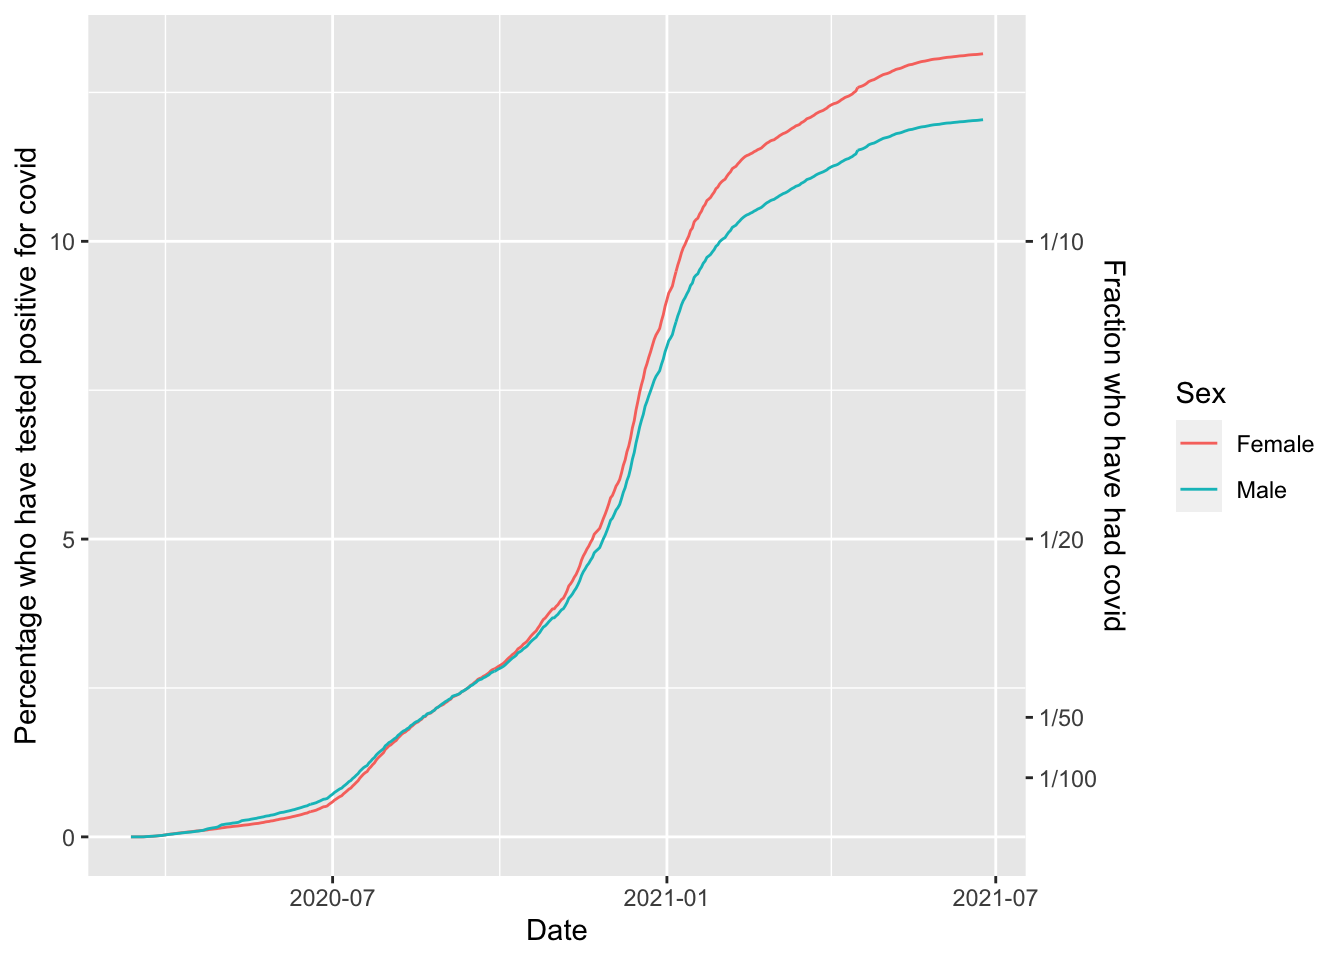 Percentage who have tested positive for covid
10
5
0
2020-07
2021-01
2021-07
Date
1/10
1/20
1/50
1/100
Fraction who have had covid
Sex
Female
Male